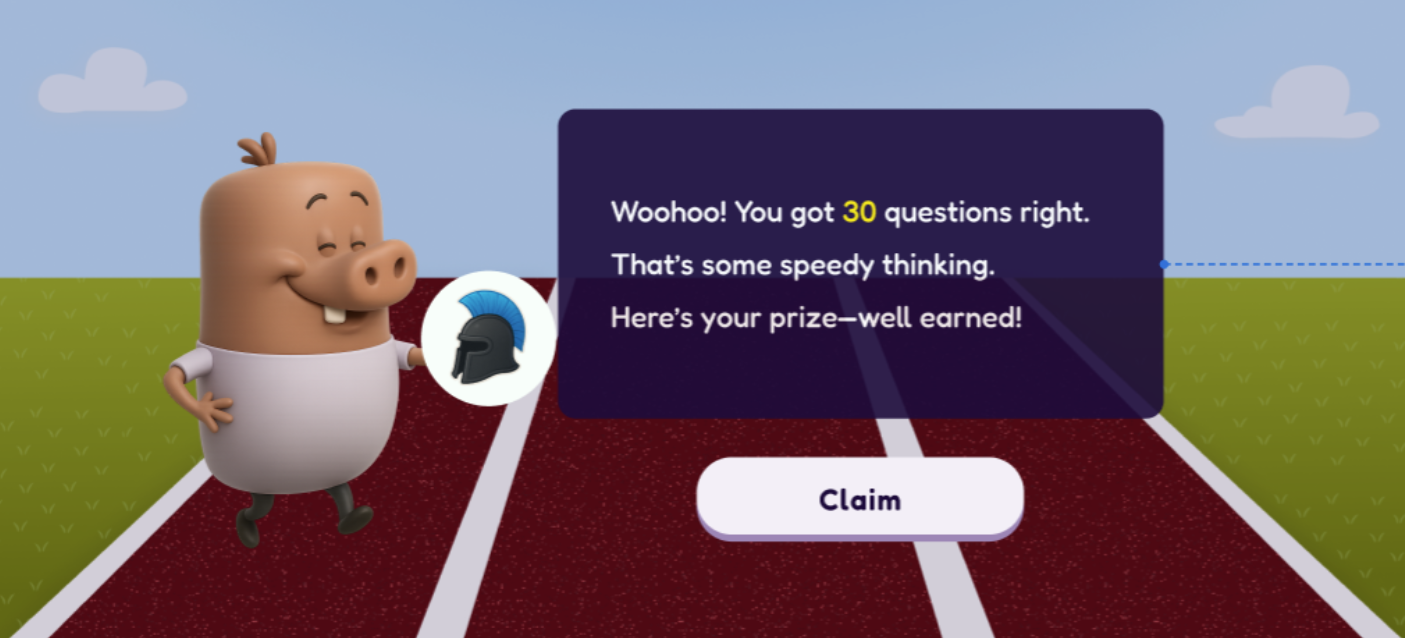 Woohoo! You got 30 questions right.
That’s some speedy thinking.
Here’s your prize—well earned!
Claim